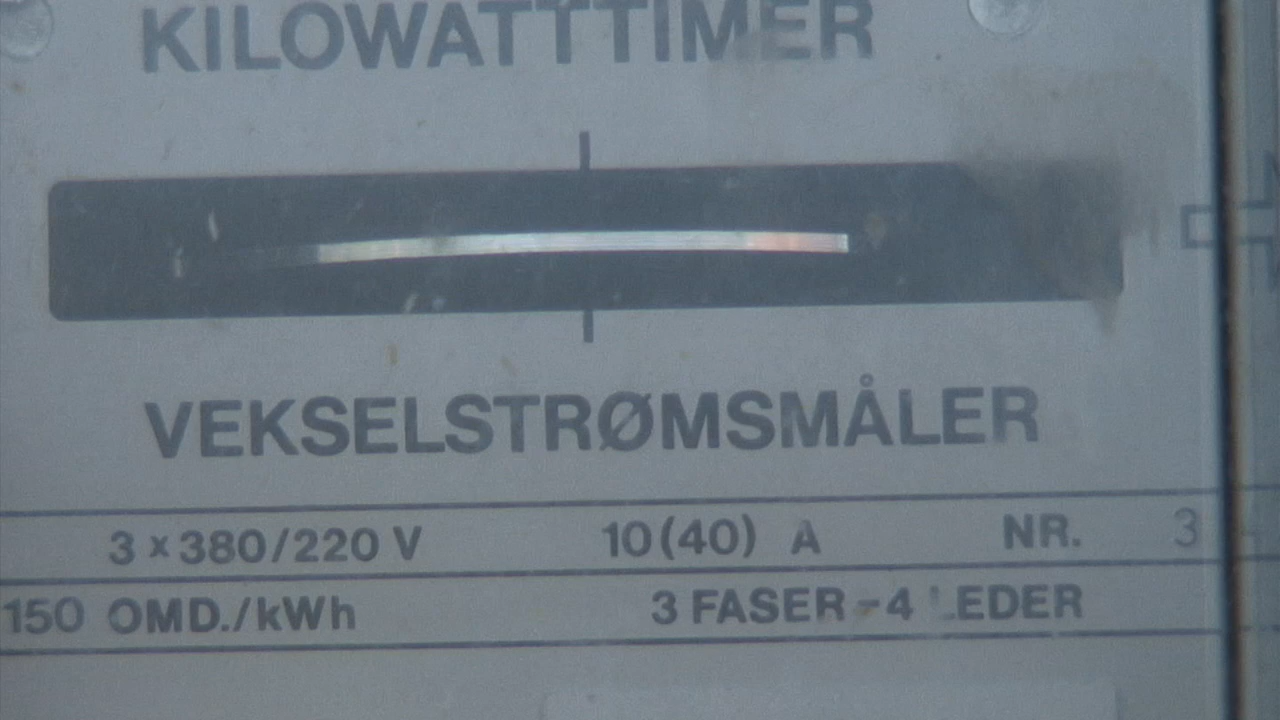 KILOWATTTIMER
VEKSELSTRØMSMÅLER
3 x 380/220 V 10(40) A NR. 3
150 OMD./kWh 3 FASER-4 LEDER